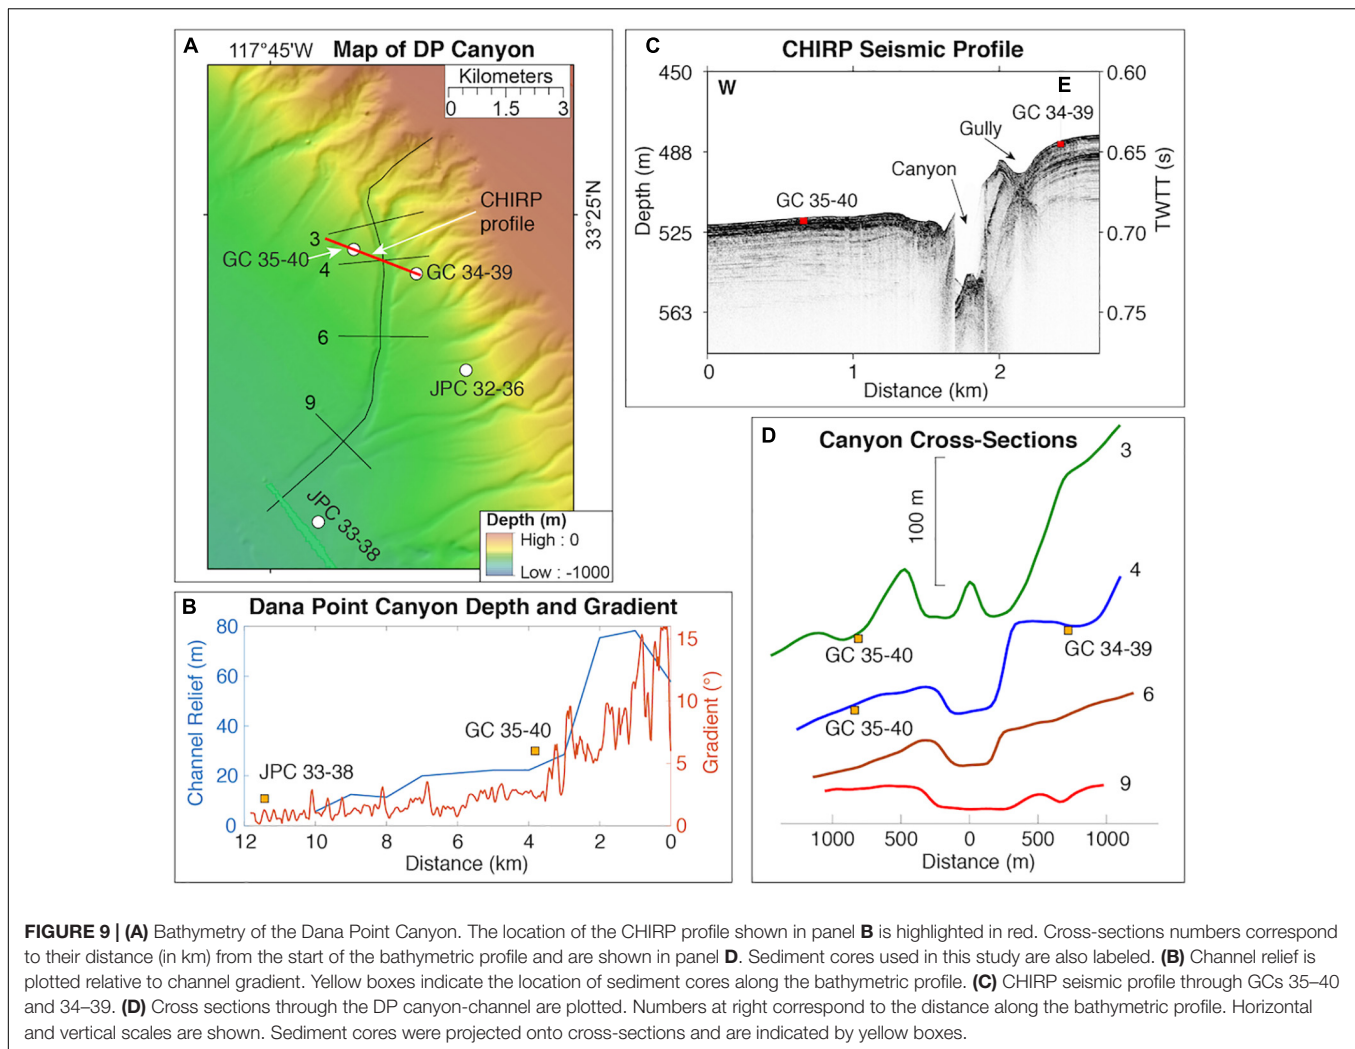 A
117°45'W
Map of DP Canyon
Kilometers
0 1.5 3
33°25'N
CHIRP
profile
3
GC 35-40
4
GC 34-39
6
JPC 32-36
9
JPC 33-38
Depth (m)
High : 0
Low : -1000
B
Dana Point Canyon Depth and Gradient
80
60
40
20
0
Channel Relief (m)
15
10
5
0
Gradient (°)
GC 35-40
JPC 33-38
12 10 8 6 4 2 0
Distance (km)
C
CHIRP Seismic Profile
450
488
525
563
Depth (m)
0.60
0.65
0.70
0.75
TWTT (s)
W
E
GC 34-39
Gully
Canyon
GC 35-40
0 1 2
Distance (km)
D
Canyon Cross-Sections
3
100 m
4
GC 35-40
GC 34-39
6
GC 35-40
9
1000 500 0 500 1000
Distance (m)
FIGURE 9 | (A) Bathymetry of the Dana Point Canyon. The location of the CHIRP profile shown in panel B is highlighted in red. Cross-sections numbers correspond
to their distance (in km) from the start of the bathymetric profile and are shown in panel D. Sediment cores used in this study are also labeled. (B) Channel relief is
plotted relative to channel gradient. Yellow boxes indicate the location of sediment cores along the bathymetric profile. (C) CHIRP seismic profile through GCs 35–40
and 34–39. (D) Cross sections through the DP canyon-channel are plotted. Numbers at right correspond to the distance along the bathymetric profile. Horizontal
and vertical scales are shown. Sediment cores were projected onto cross-sections and are indicated by yellow boxes.